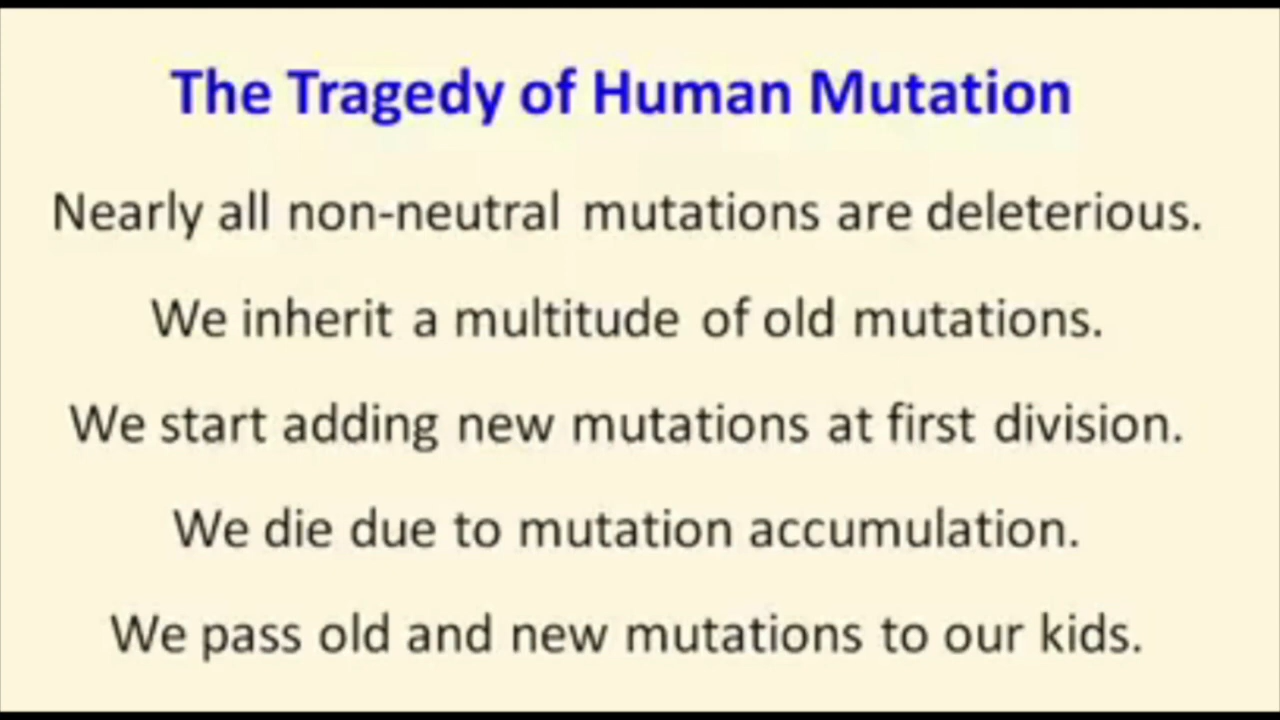 The Tragedy of Human Mutation
Nearly all non-neutral mutations are deleterious.
We inherit a multitude of old mutations.
We start adding new mutations at first division.
We die due to mutation accumulation.
We pass old and new mutations to our kids.